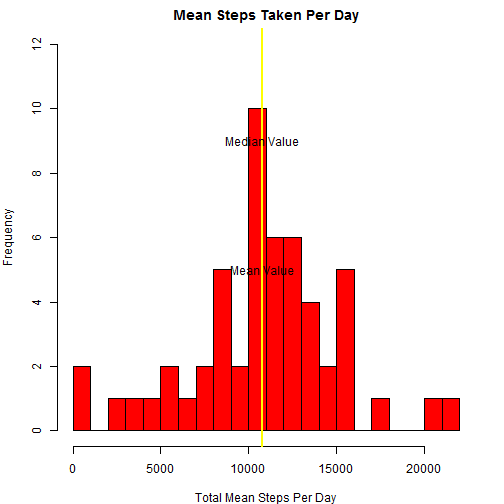 Mean Steps Taken Per Day
12
10
8
6
4
2
0
Frequency
Median Value
Mean Value
0 5000 10000 15000 20000
Total Mean Steps Per Day